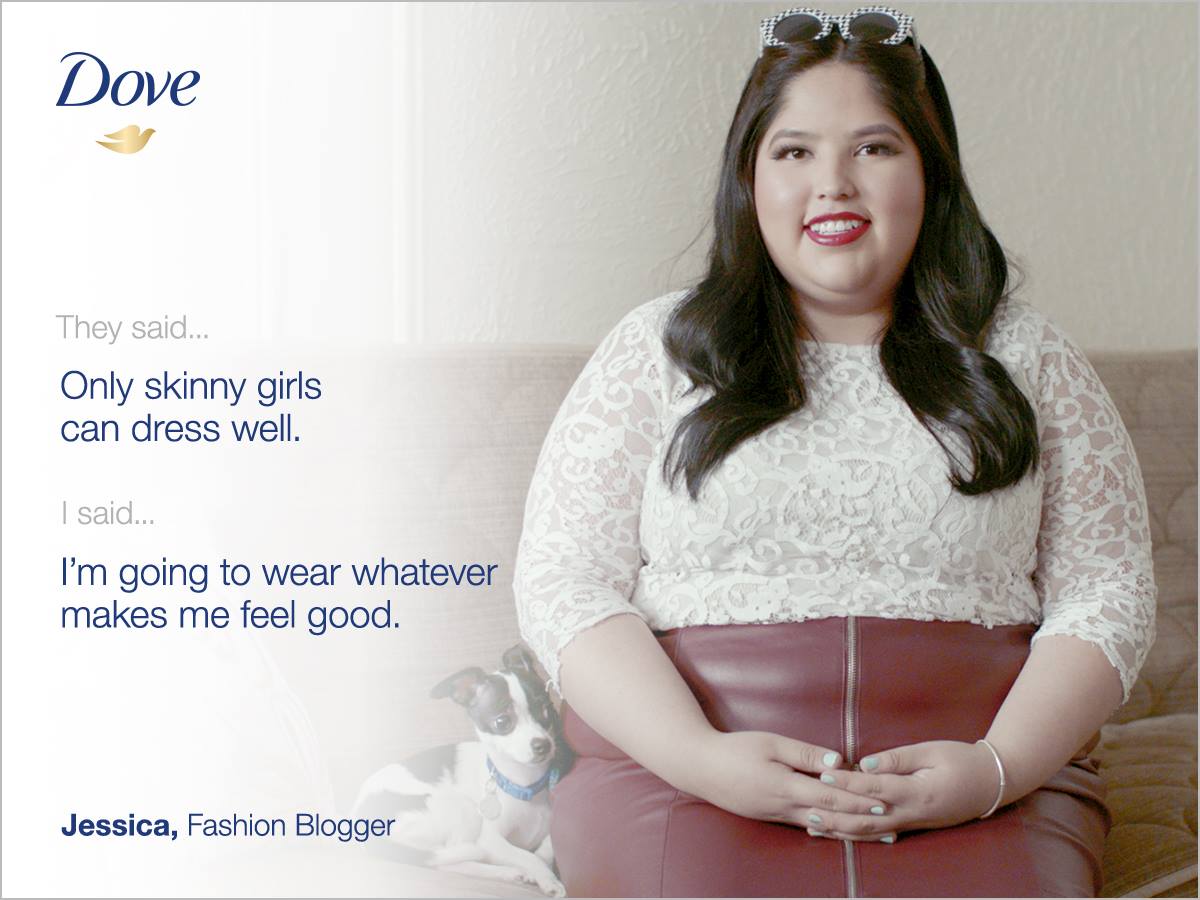 Dove
They said...
Only skinny girls
can dress well.
I said...
I'm going to wear whatever
makes me feel good.
Jessica, Fashion Blogger